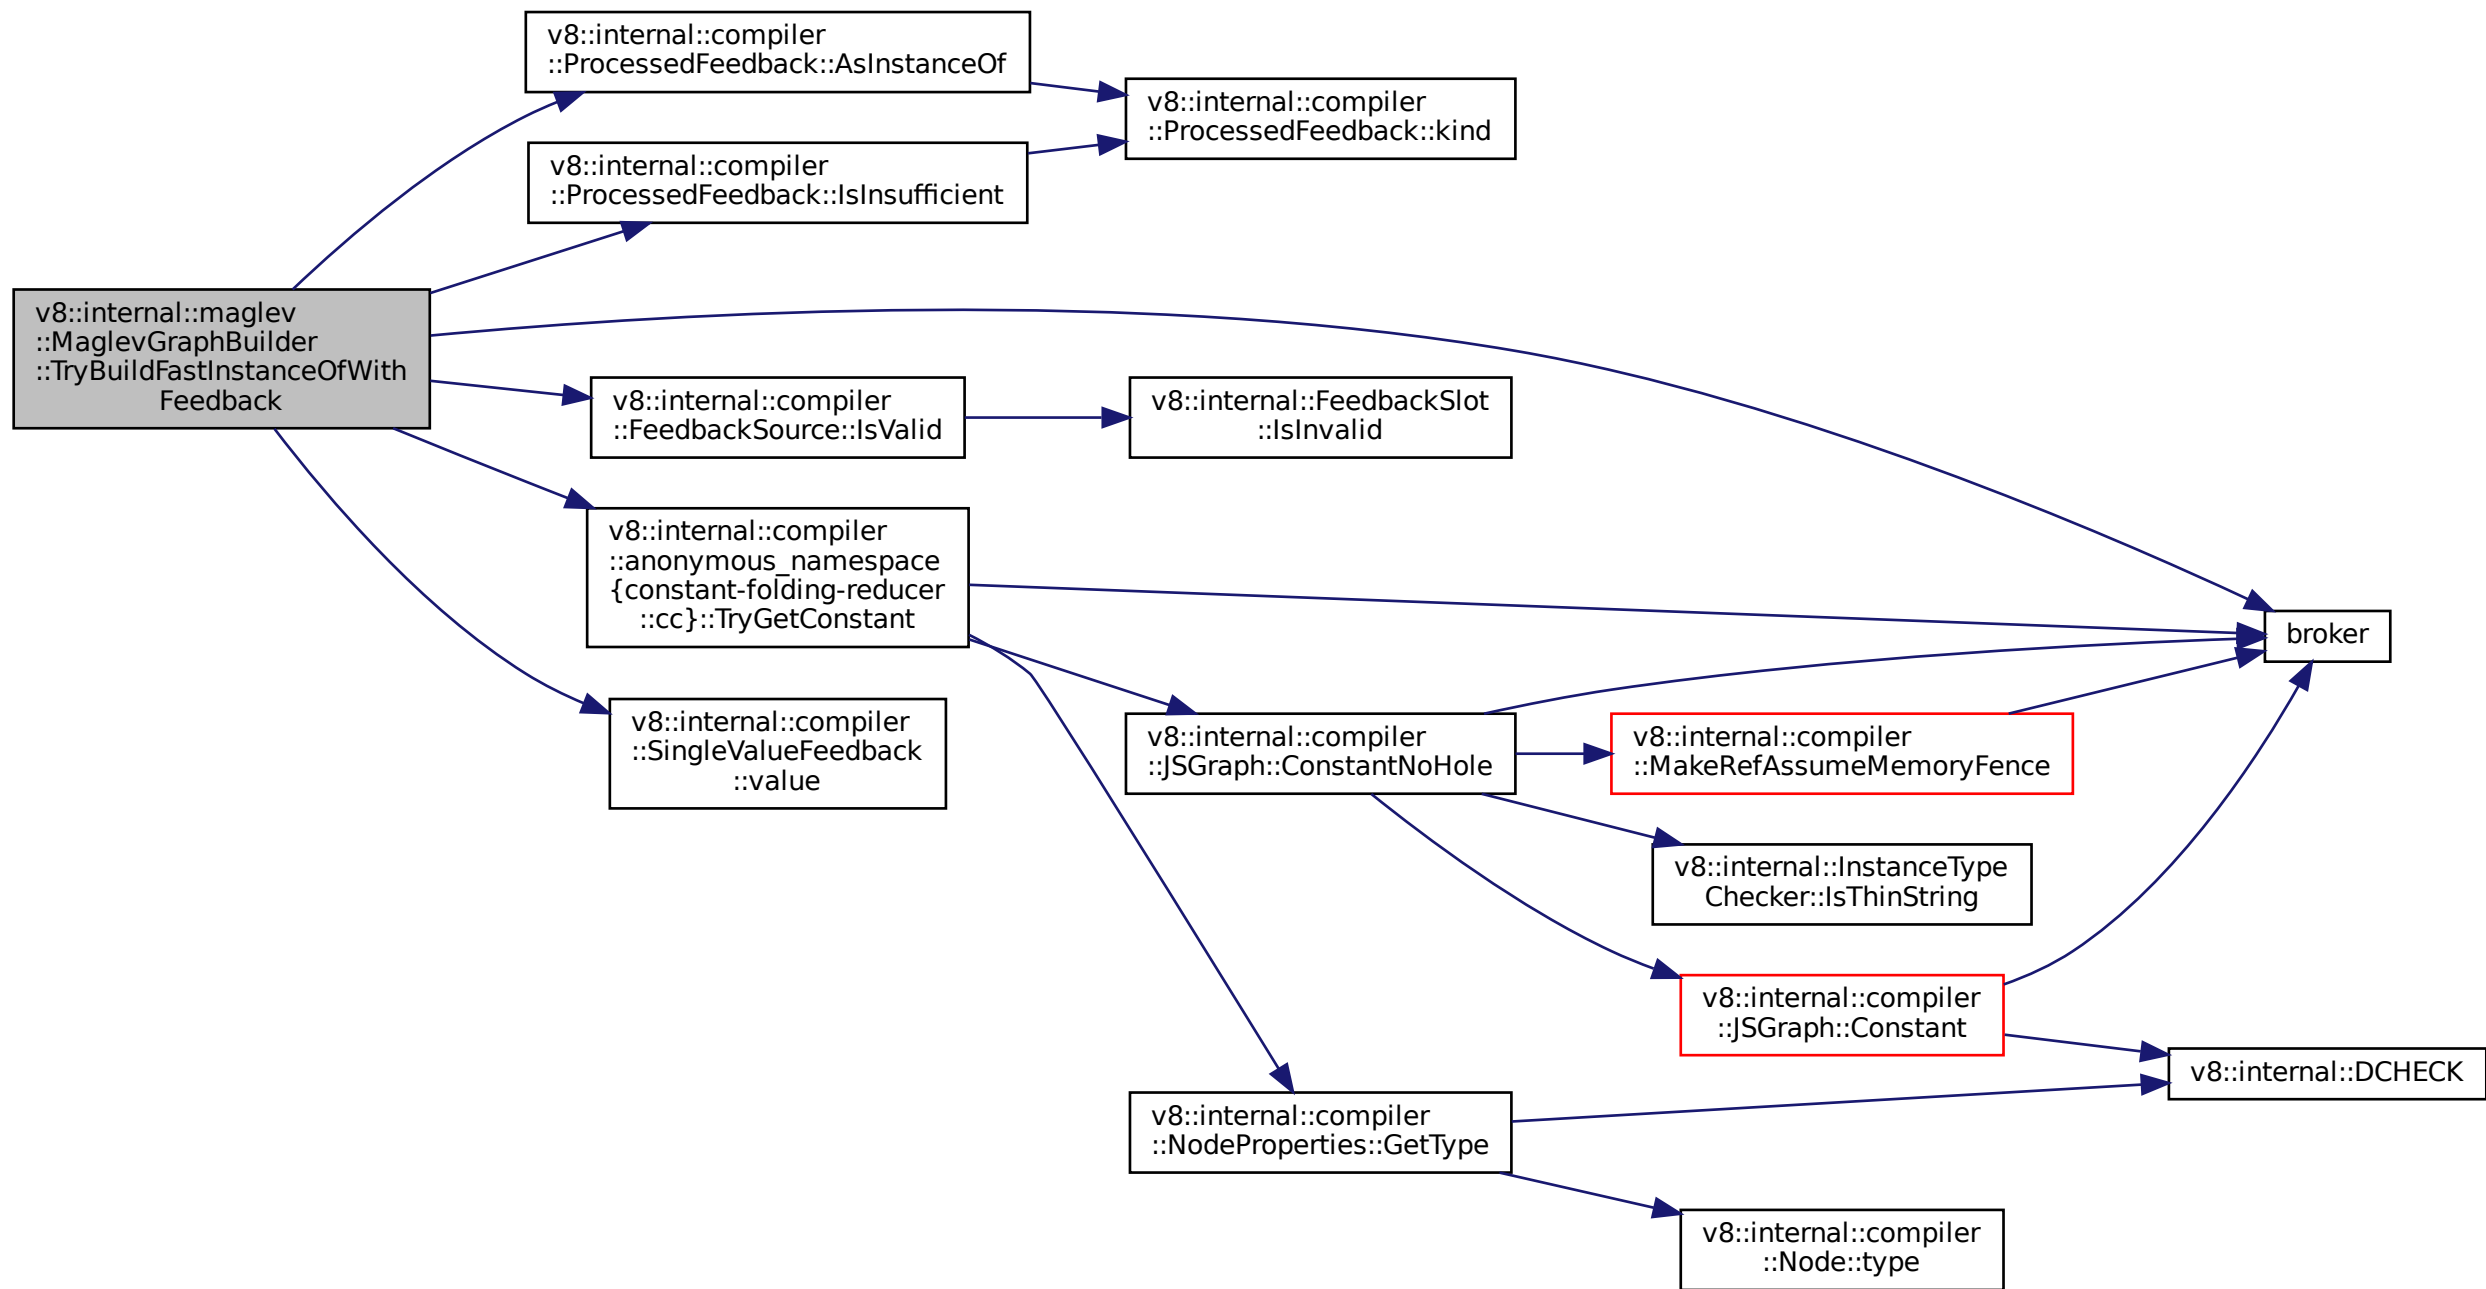 v8::internal::compiler
::ProcessedFeedback::AsInstanceOf
v8::internal::compiler
::ProcessedFeedback::kind
v8::internal::compiler
::ProcessedFeedback::IsInsufficient
v8::internal::maglev
::MaglevGraphBuilder
::TryBuildFastInstanceOfWith
Feedback
v8::internal::compiler
::FeedbackSource::IsValid
v8::internal::FeedbackSlot
::IsInvalid
v8::internal::compiler
::anonymous_namespace
{constant-folding-reducer
::cc}::TryGetConstant
broker
v8::internal::compiler
::SingleValueFeedback
::value
v8::internal::compiler
::JSGraph::ConstantNoHole
v8::internal::compiler
::MakeRefAssumeMemoryFence
v8::internal::InstanceType
Checker::IsThinString
v8::internal::compiler
::JSGraph::Constant
v8::internal::DCHECK
v8::internal::compiler
::NodeProperties::GetType
v8::internal::compiler
::Node::type